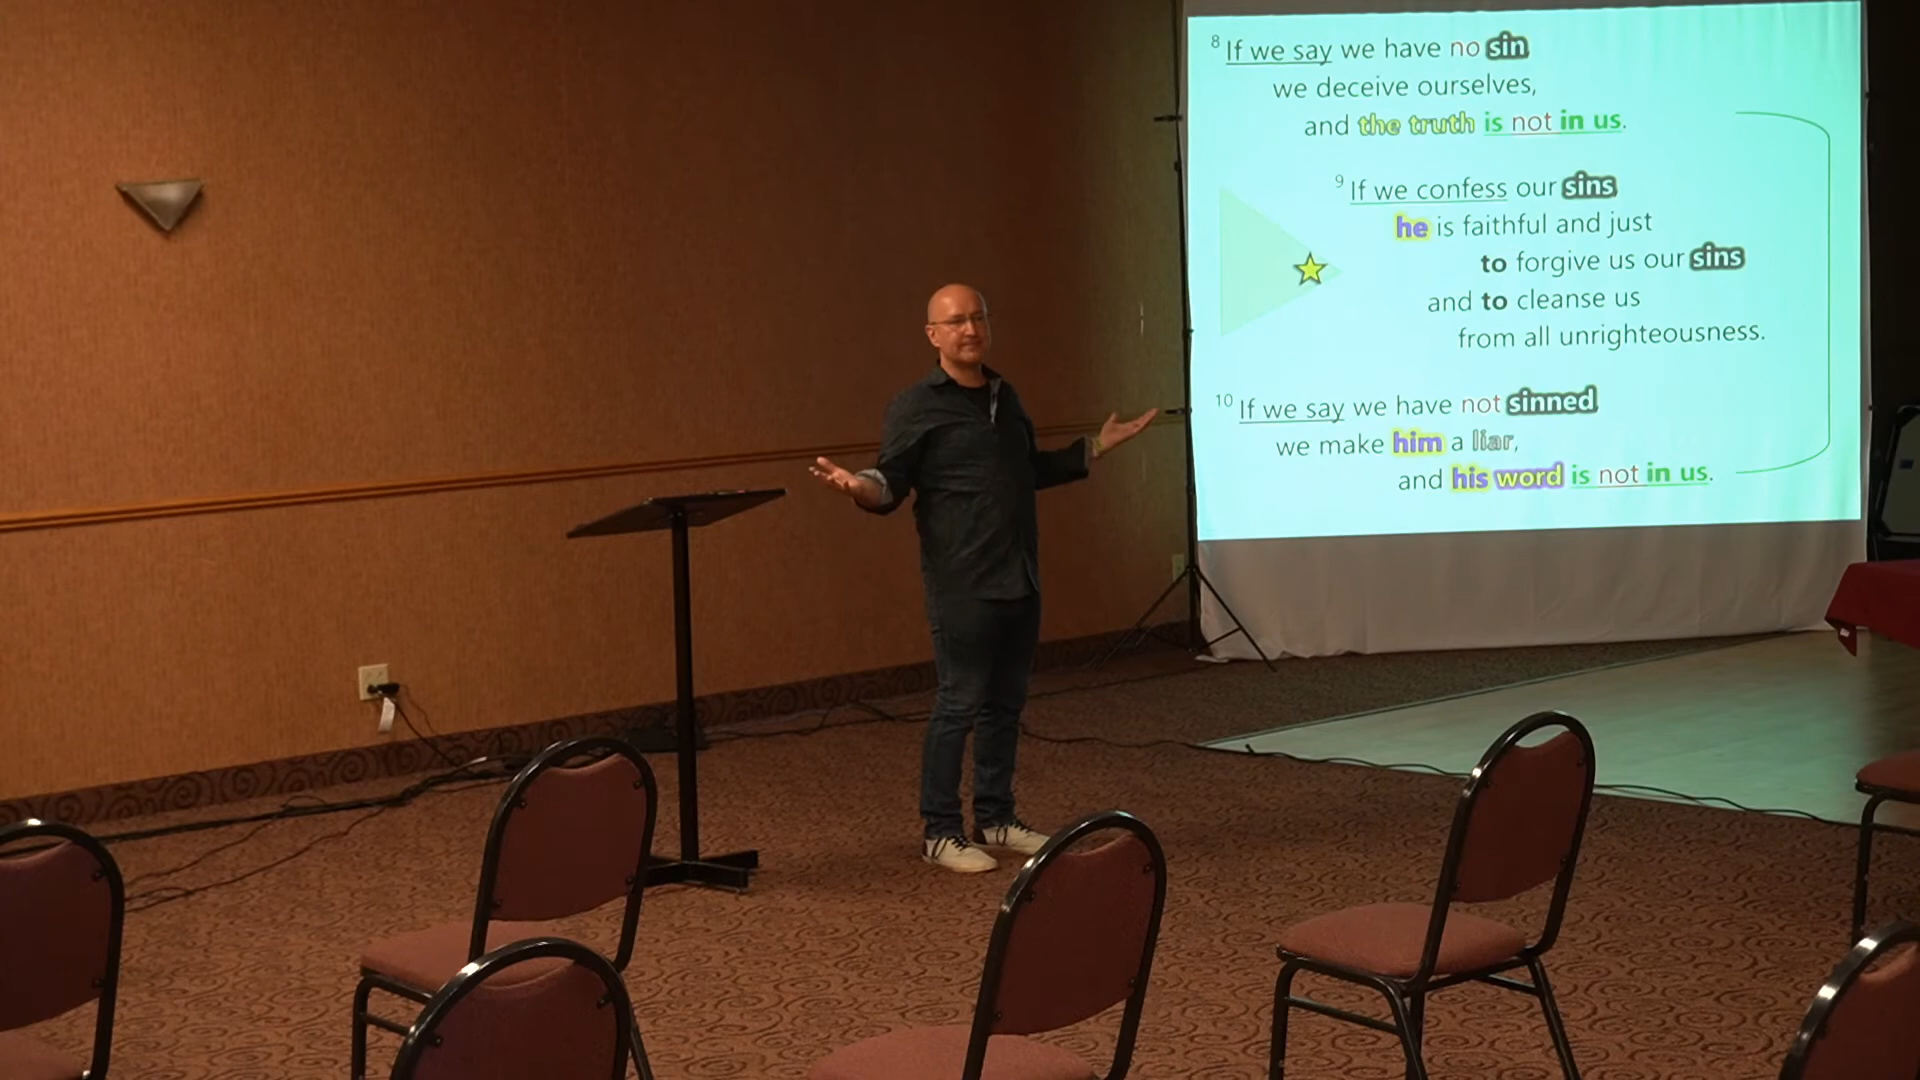 8 If we say we have no sin
we deceive ourselves,
and the truth is not in us.
9 If we confess our sins
he is faithful and just
to forgive us our sins
and to cleanse us
from all unrighteousness.
10 If we say we have not sinned
we make him a liar,
and his word is not in us.